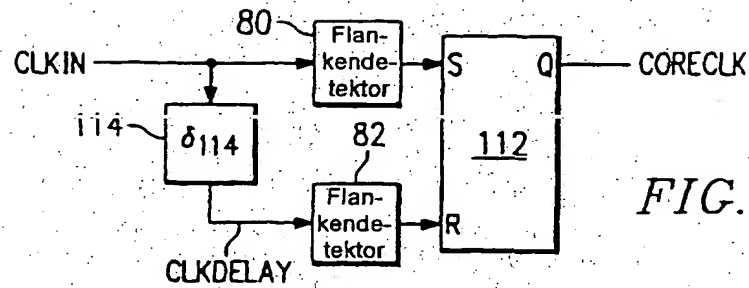 80
Flan-
kende-
tektor
CLKIN
S
Q
CORECLK
114
δ114
112
82
Flan-
kende-
tektor
R
CLKDELAY
FIG.